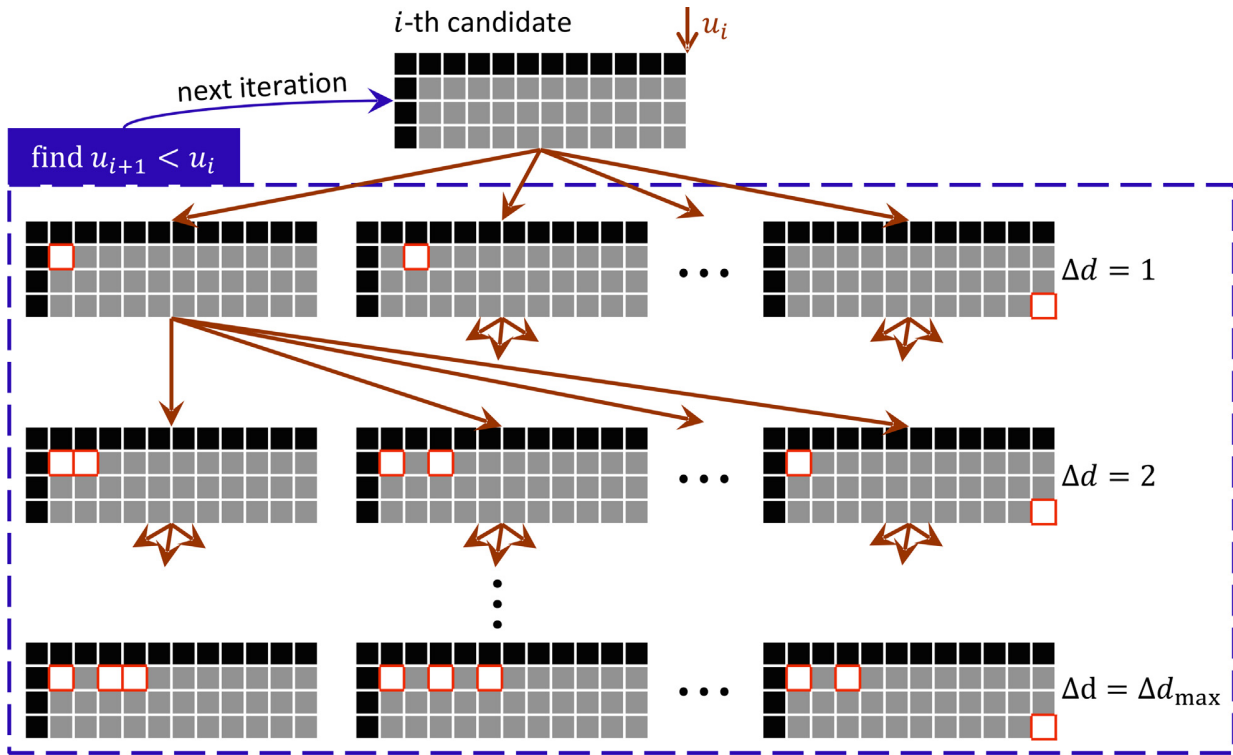 i-th candidate
u_i
next iteration
find u_{i+1} < u_i
Δd = 1
Δd = 2
Δd = Δd_max